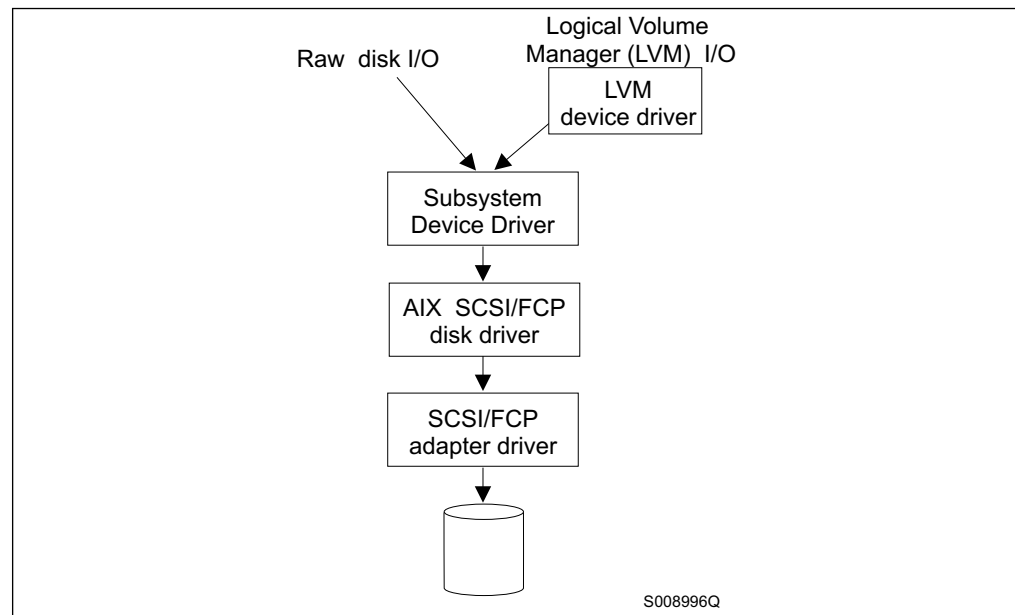 Logical Volume
Manager (LVM) I/O
Raw disk I/O
LVM
device driver
Subsystem
Device Driver
AIX SCSI/FCP
disk driver
SCSI/FCP
adapter driver
S008996Q